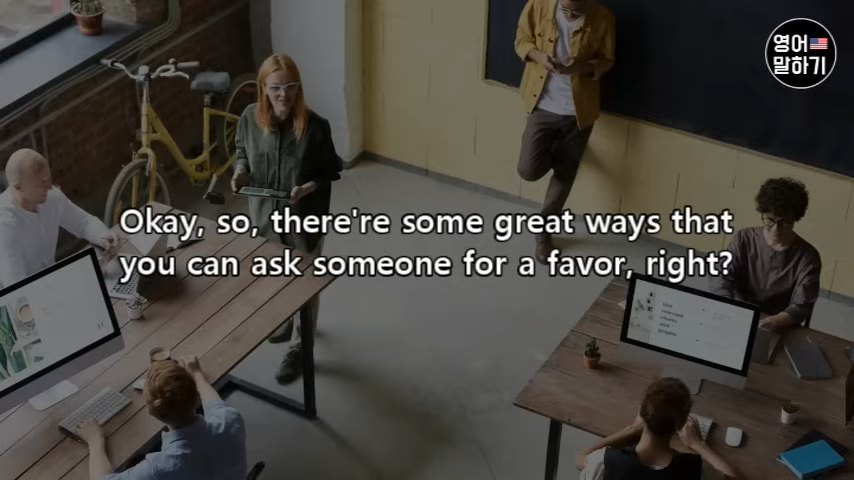 영어
말하기
Okay, so, there're some great ways that
you can ask someone for a favor, right?